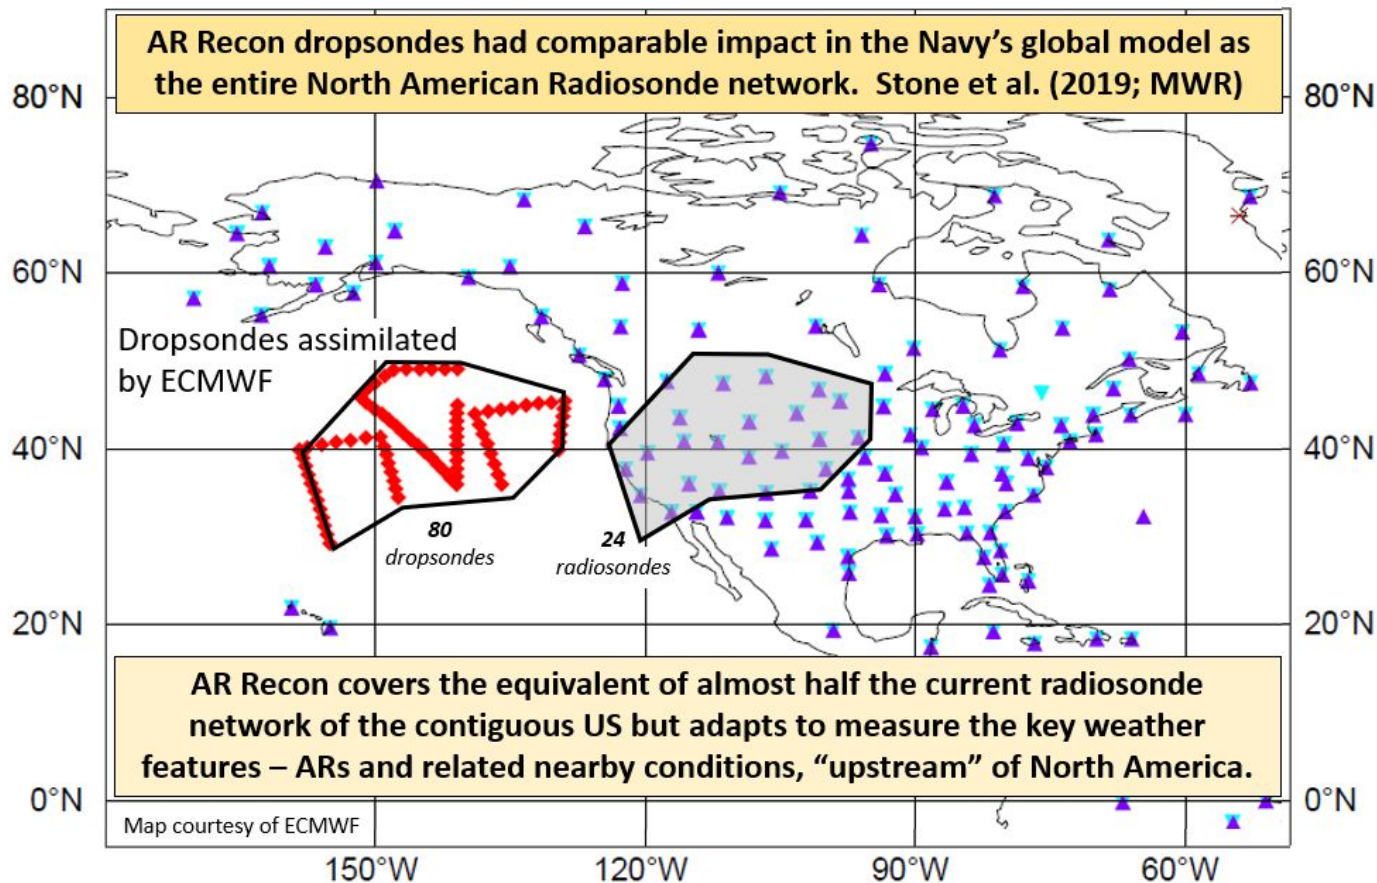 AR Recon dropsondes had comparable impact in the Navy’s global model as
the entire North American Radiosonde network.  Stone et al. (2019; MWR)
80°N
80°N
60°N
60°N
Dropsondes assimilated
by ECMWF
40°N
40°N
80
dropsondes
24
radiosondes
20°N
20°N
AR Recon covers the equivalent of almost half the current radiosonde
network of the contiguous US but adapts to measure the key weather
features – ARs and related nearby conditions, “upstream” of North America.
0°N
0°N
Map courtesy of ECMWF
150°W
120°W
90°W
60°W